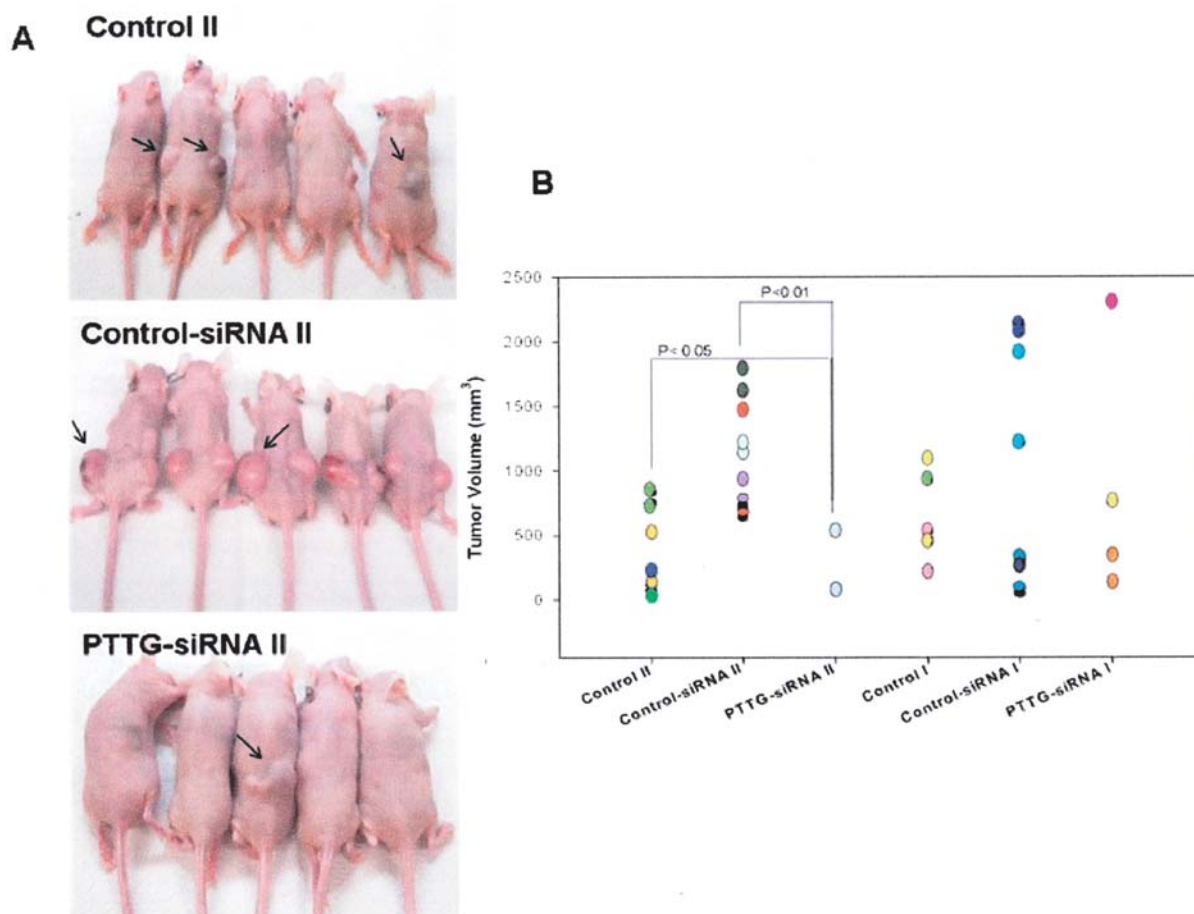 A
Control II
Control-siRNA II
PTTG-siRNA II
B
Tumor Volume (mm³)
2500
2000
1500
1000
500
0
P<0.01
P< 0.05
Control II
Control-siRNA II
PTTG-siRNA II
Control I
Control-siRNA I
PTTG-siRNA I